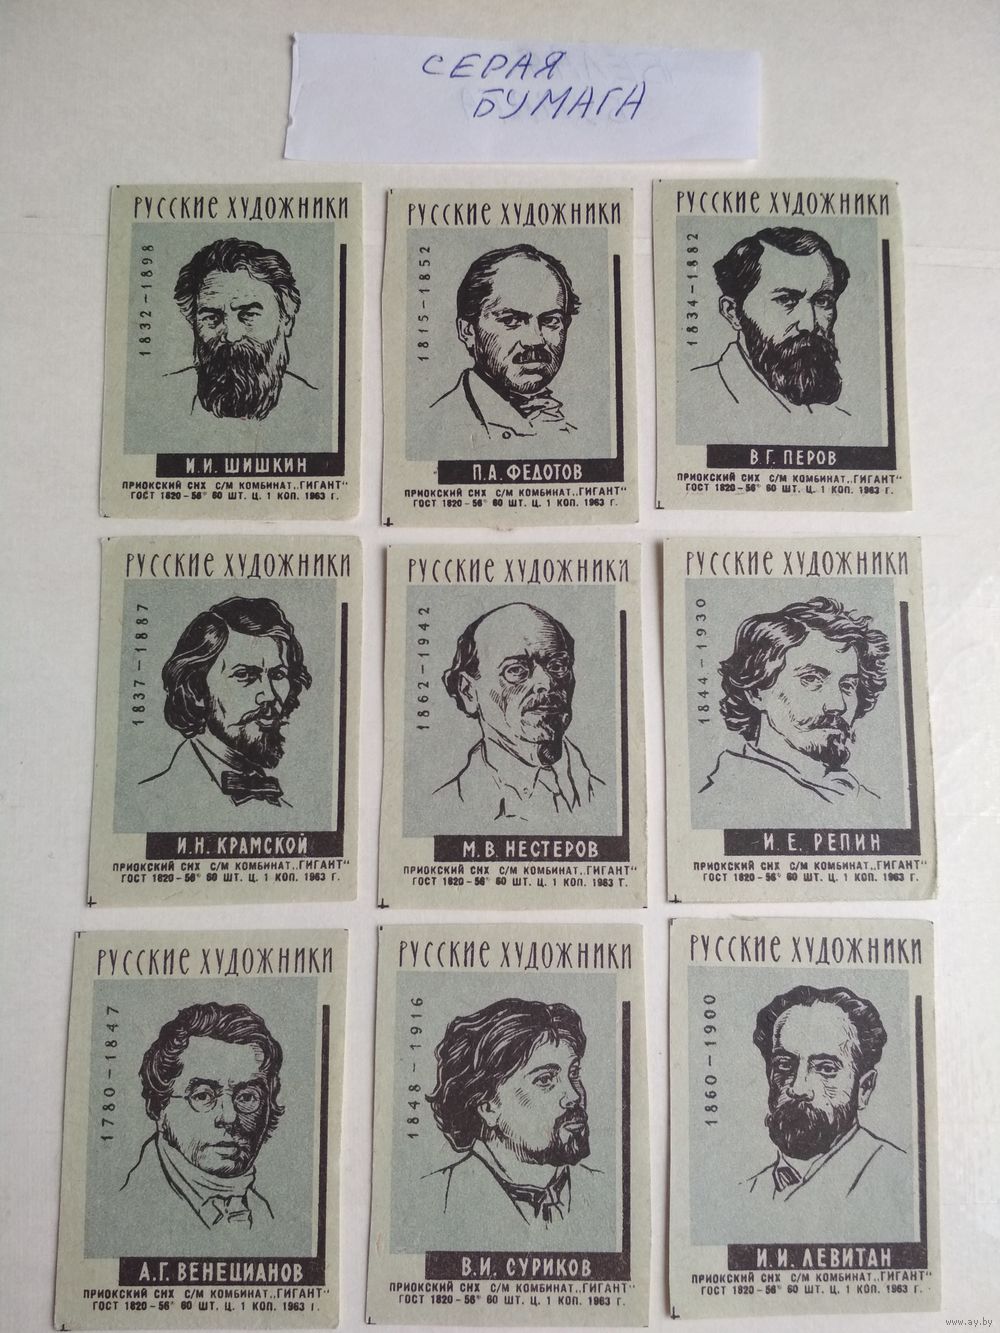 СЕРАЯ
БУМАГА
РУССКИЕ ХУДОЖНИКИ
1832-1898
И.И. ШИШКИН
ПРИОКСКИЙ СНХ С/М КОМБИНАТ „ГИГАНТ“
ГОСТ 1820-56* 60 ШТ. Ц. 1 КОП. 1963 Г.
РУССКИЕ ХУДОЖНИКИ
1815-1852
П.А. ФЕДОТОВ
ПРИОКСКИЙ СНХ С/М КОМБИНАТ „ГИГАНТ“
ГОСТ 1820-56* 60 ШТ. Ц. 1 КОП. 1963 Г.
РУССКИЕ ХУДОЖНИКИ
1834-1882
В.Г. ПЕРОВ
ПРИОКСКИЙ СНХ С/М КОМБИНАТ „ГИГАНТ“
ГОСТ 1820-56* 60 ШТ. Ц. 1 КОП. 1963 Г.
РУССКИЕ ХУДОЖНИКИ
1837-1887
И.Н. КРАМСКОЙ
ПРИОКСКИЙ СНХ С/М КОМБИНАТ „ГИГАНТ“
ГОСТ 1820-56* 60 ШТ. Ц. 1 КОП. 1963 Г.
РУССКИЕ ХУДОЖНИКИ
1862-1942
М.В. НЕСТЕРОВ
ПРИОКСКИЙ СНХ С/М КОМБИНАТ „ГИГАНТ“
ГОСТ 1820-56* 60 ШТ. Ц. 1 КОП. 1963 Г.
РУССКИЕ ХУДОЖНИКИ
1844-1930
И.Е. РЕПИН
ПРИОКСКИЙ СНХ С/М КОМБИНАТ „ГИГАНТ“
ГОСТ 1820-56* 60 ШТ. Ц. 1 КОП. 1963 Г.
РУССКИЕ ХУДОЖНИКИ
1780-1847
А.Г. ВЕНЕЦИАНОВ
ПРИОКСКИЙ СНХ С/М КОМБИНАТ „ГИГАНТ“
ГОСТ 1820-56* 60 ШТ. Ц. 1 КОП. 1963 Г.
РУССКИЕ ХУДОЖНИКИ
1848-1916
В.И. СУРИКОВ
ПРИОКСКИЙ СНХ С/М КОМБИНАТ „ГИГАНТ“
ГОСТ 1820-56* 60 ШТ. Ц. 1 КОП. 1963 Г.
РУССКИЕ ХУДОЖНИКИ
1860-1900
И.И. ЛЕВИТАН
ПРИОКСКИЙ СНХ С/М КОМБИНАТ „ГИГАНТ“
ГОСТ 1820-56* 60 ШТ. Ц. 1 КОП. 1963 Г.
www.ay.by